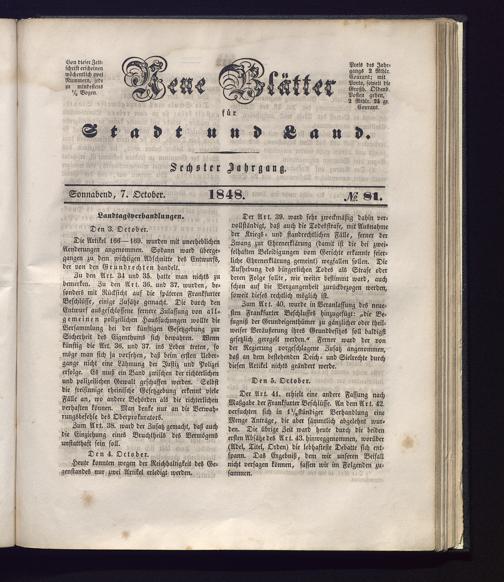 Von dieser Zeit-
schrift erscheinen
wöchentlich zwei
Nummern, jede
zu mindestens
½ Bogen.
Neue Blätter
Preis des Jahr-
gangs 2 Rthlr.
Courant; mit
Porto, soweit die
Großh. Oldenb.
Posten gehen,
2 Rthlr. 24 gr.
Courant.
für
Stadt und Land.
Sechster Jahrgang.
Sonnabend, 7. October. 1848. № 81.
Landtagsverhandlungen.
Den 3. October.
Die Artikel 166—169. wurden mit unerheblichen
Aenderungen angenommen. Sodann ward überge-
gangen zu dem wichtigen Abschnitt des Entwurfs,
der von den Grundrechten handelt.
Zu den Art. 34 und 35. hatte man nichts zu
bemerken. Zu den Art. 36. und 37. wurden, be-
sonders mit Rücksicht auf die späteren Frankfurter
Beschlüsse, einige Zusätze gemacht. Die durch den
Entwurf ausgeschlossene fernere Zulassung von allge-
meinen polizeilichen Haussuchungen wollte die
Versammlung bei der künftigen Gesetzgebung zur
Sicherheit des Eigenthums sich bewahren. Wenn
künftig die Art. 36. und 37. ins Leben treten, so
möge man sich ja vorsehen, daß beim ersten Ueber-
gange nicht eine Lähmung der Justiz und Polizei
erfolge. Es muß ein Band zwischen der richterlichen
und polizeilichen Gewalt geschaffen werden. Selbst
die freisinnige rheinische Gesetzgebung erkennt viele
Fälle an, wo andere Behörden als die richterlichen
verhaften können. Man denke nur an die Verwah-
rungsbefehle des Oberprokurators.
Zum Art. 38. ward der Zusatz gemacht, daß auch
die Einziehung eines Bruchtheils des Vermögens
unstatthaft sein soll.
Den 4. October.
Heute konnten wegen der Reichhaltigkeit des Ge-
genstandes nur zwei Artikel erledigt werden.
Der Art. 39. ward sehr zweckmäßig dahin ver-
vollständigt, daß auch die Todesstrafe, mit Ausnahme
der Kriegs- und standrechtlichen Fälle, ferner der
Zwang zur Ehrenerklärung (damit ist die bei zwei-
felhaften Beleidigungen vom Gerichte erkannte feier-
liche Ehrenerklärung gemeint) wegfallen sollen. Die
Aufhebung des bürgerlichen Todes als Strafe oder
deren Folge sollte, wie weiter bestimmt ward, auch
schon auf die Vergangenheit zurückbezogen werden,
soweit dieses rechtlich möglich ist.
Zum Art. 40. wurde in Veranlassung des neue-
sten Frankfurter Beschlusses hinzugefügt: „die Be-
fugniß der Grundeigenthümer zu gänzlicher oder theil-
weiser Veräußerung ihres Grundbesitzes soll baldigst
gesetzlich geregelt werden.“ Ferner ward der von
der Regierung vorgeschlagene Zusatz angenommen,
daß an dem bestehenden Deich- und Sielrechte durch
diesen Artikel nichts geändert werde.
Den 5. October.
Der Art. 41. erhielt eine andere Fassung nach
Maßgabe der Frankfurter Beschlüsse. An den Art. 42.
versuchten sich in 1½stündiger Verhandlung eine
Menge Anträge, die aber sämmtlich abgelehnt wur-
den. Die übrige Zeit ward heute durch die beiden
ersten Absätze des Art. 43. hinweggenommen, worüber
(Adel, Titel, Orden) die lebhafteste Debatte sich ent-
spann. Das Ergebniß, dem wir unseren Beifall
nicht versagen können, fassen wir im Folgenden zu-
sammen.